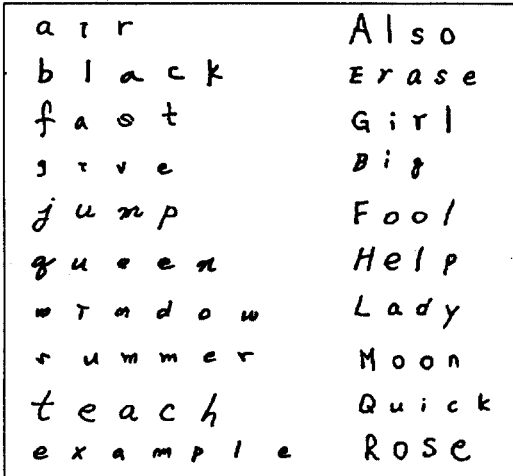 air
black
fast
give
jump
queen
window
summer
teach
example
Also
Erase
Girl
Big
Fool
Help
Lady
Moon
Quick
Rose